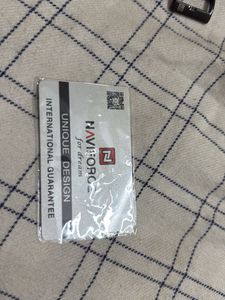 NAVIFORCE
for dream
UNIQUE DESIGN
INTERNATIONAL GUARANTEE